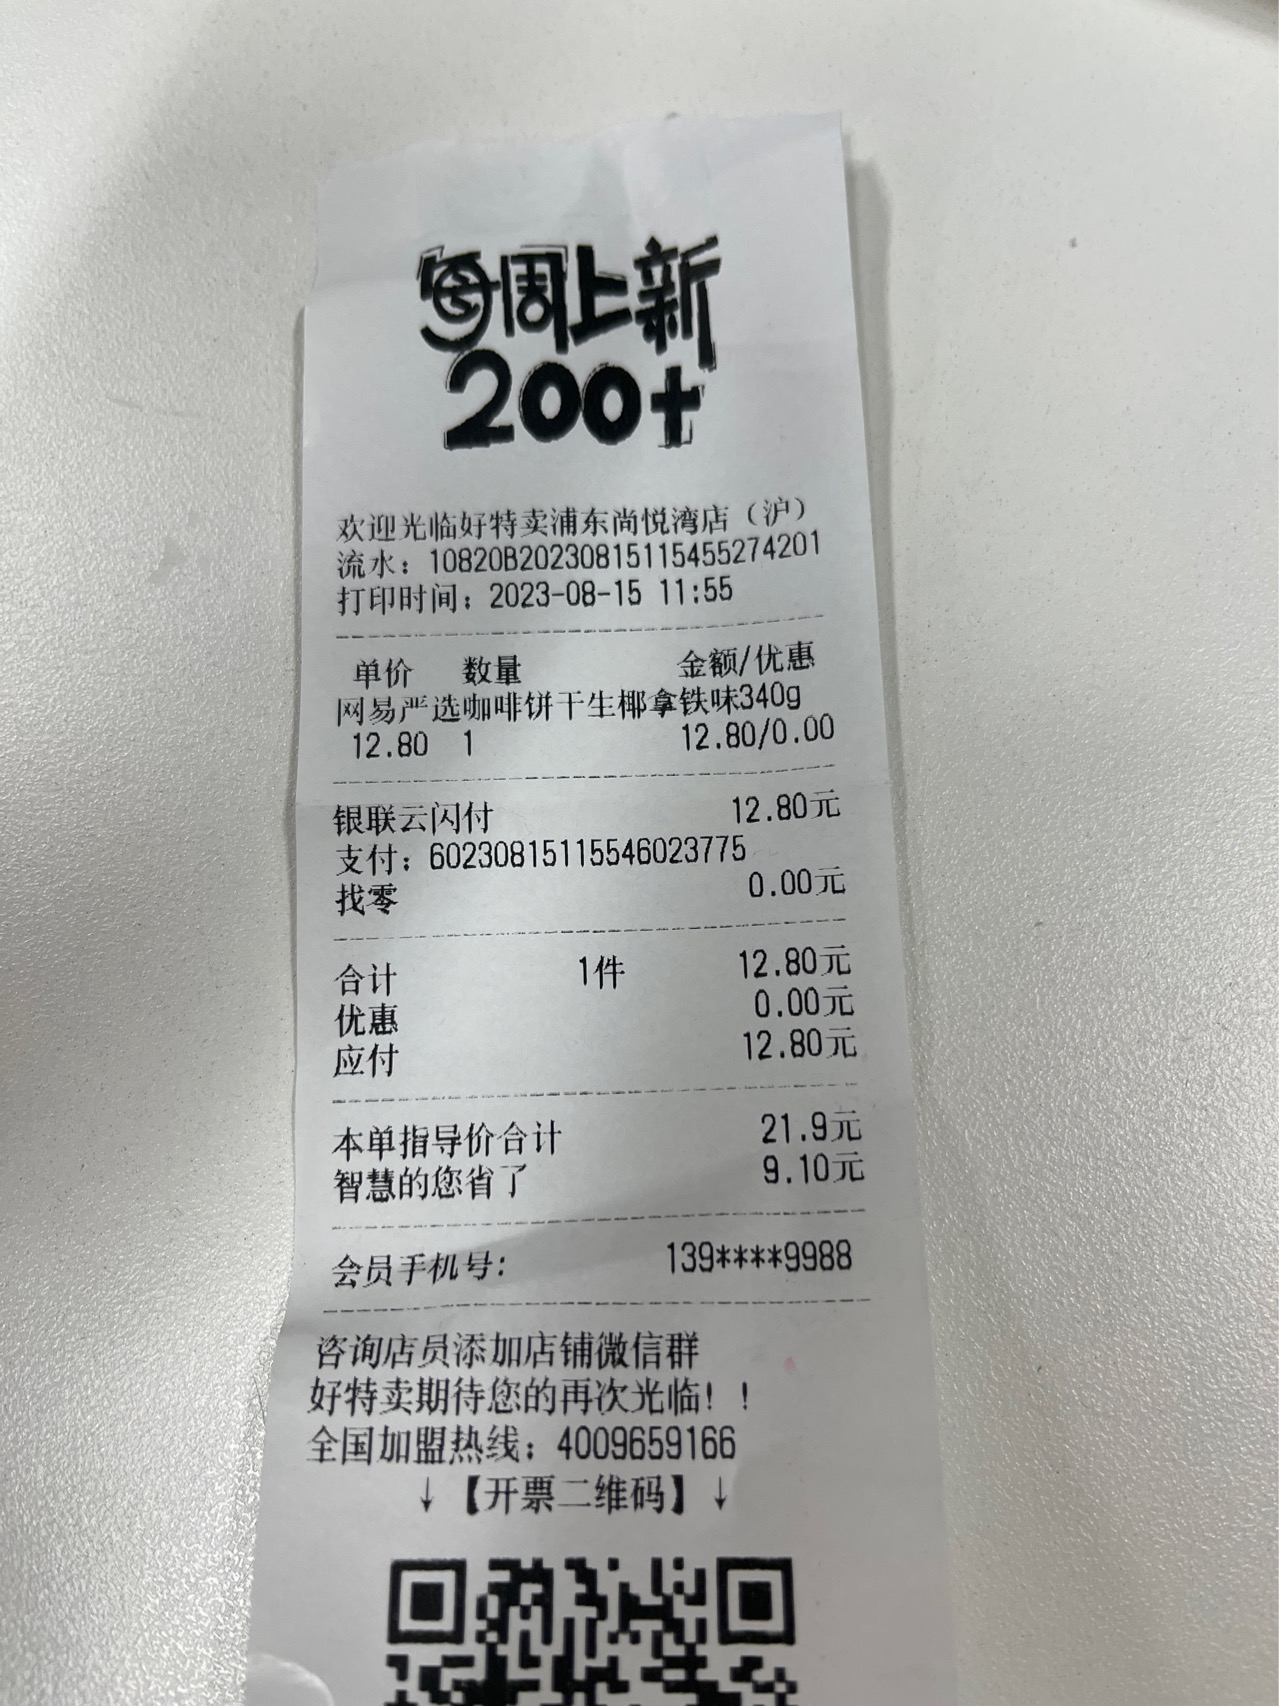 每周上新
200+
欢迎光临好特卖浦东尚悦湾店（沪）
流水：10820B20230815115455274201
打印时间：2023-08-15 11:55
单价 数量 金额/优惠
网易严选咖啡饼干生椰拿铁味340g
12.80 1 12.80/0.00
银联云闪付 12.80元
支付：60230815115546023775
找零 0.00元
合计 1件 12.80元
优惠 0.00元
应付 12.80元
本单指导价合计 21.9元
智慧的您省了 9.10元
会员手机号: 139****9988
咨询店员添加店铺微信群
好特卖期待您的再次光临！！
全国加盟热线：4009659166
↓【开票二维码】↓